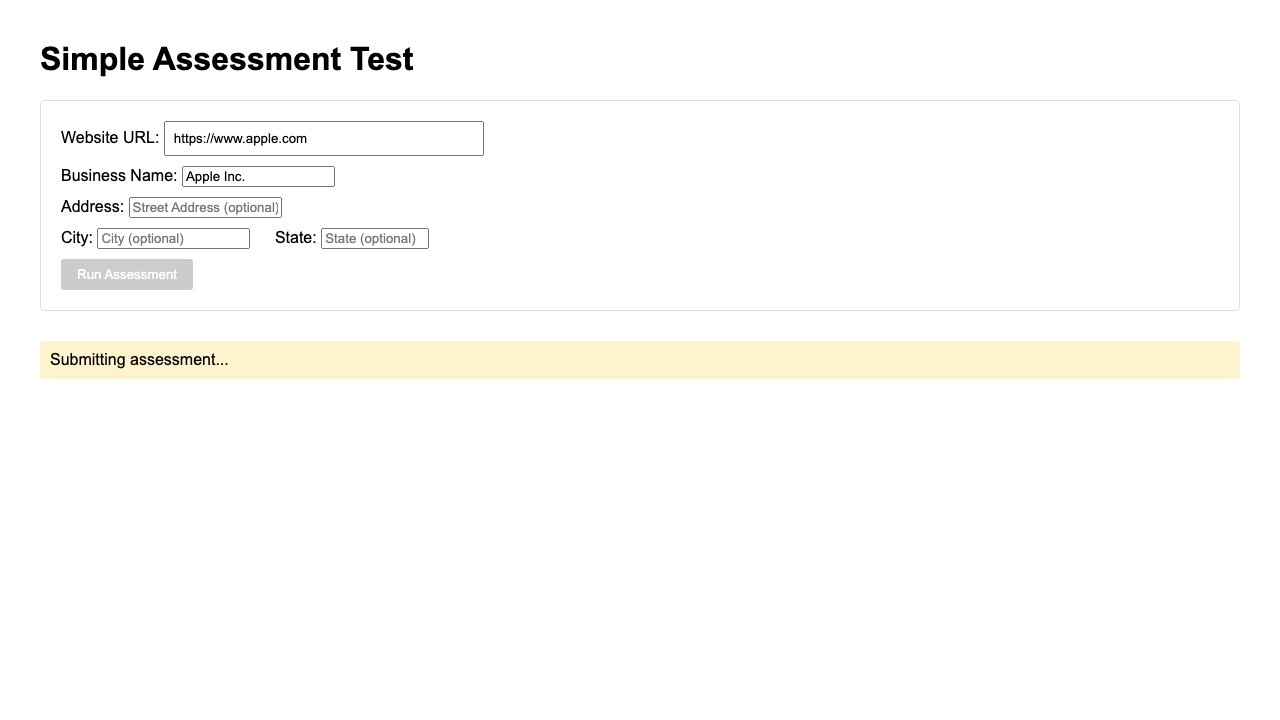 Simple Assessment Test
Website URL: https://www.apple.com
Business Name: Apple Inc.
Address: Street Address (optional)
City: City (optional) State: State (optional)
Run Assessment
Submitting assessment...